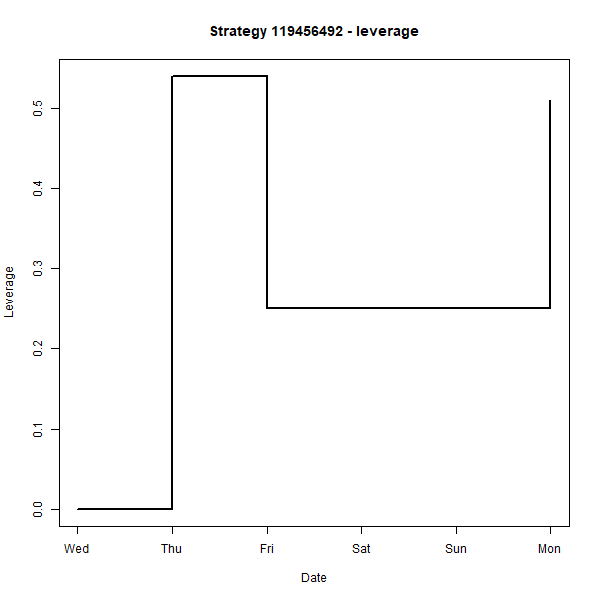 Strategy 119456492 - leverage
Leverage
0.5
0.4
0.3
0.2
0.1
0.0
Wed Thu Fri Sat Sun Mon
Date